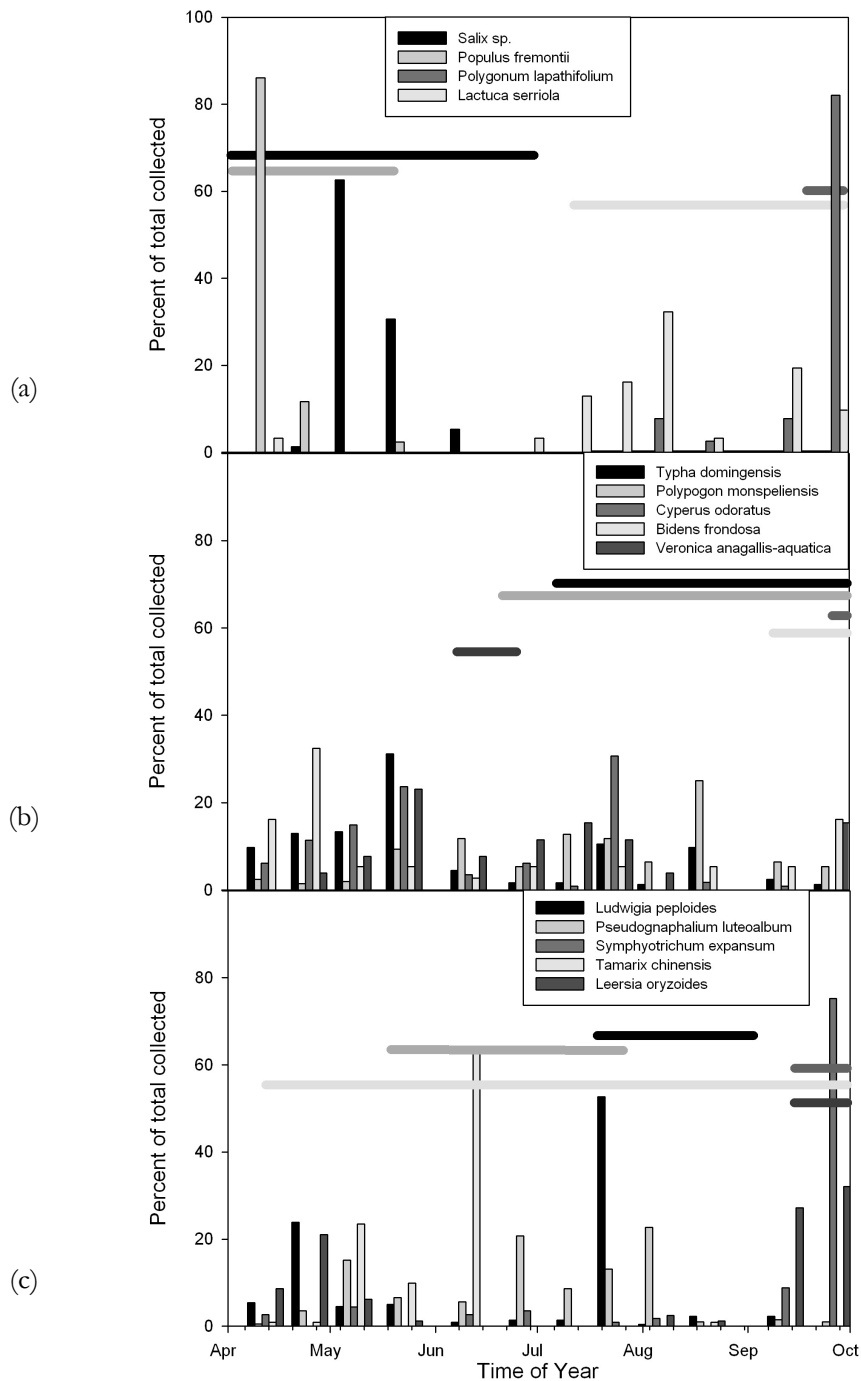 100
Salix sp.
Populus fremontii
Polygonum lapathifolium
Lactuca serriola
80
60
40
20
0
Percent of total collected
(a)
Typha domingensis
Polypogon monspeliensis
Cyperus odoratus
Bidens frondosa
Veronica anagallis-aquatica
80
60
40
20
0
Percent of total collected
(b)
Ludwigia peploides
Pseudognaphalium luteoalbum
Symphyotrichum expansum
Tamarix chinensis
Leersia oryzoides
80
60
40
20
0
Percent of total collected
(c)
Apr May Jun Jul Aug Sep Oct
Time of Year